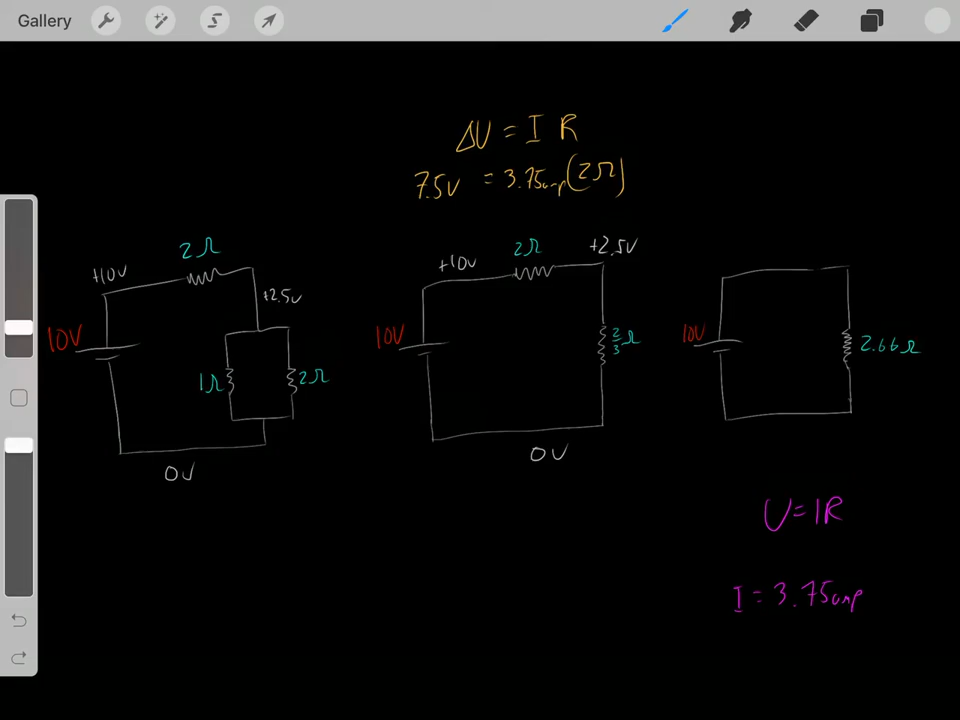 Gallery
ΔV = I R
7.5V = 3.75amp(2Ω)
2Ω
+10V
+2.5V
10V
1Ω
2Ω
0V
2Ω
+10V
+2.5V
10V
2/3Ω
0V
10V
2.66Ω
V=IR
I = 3.75amp